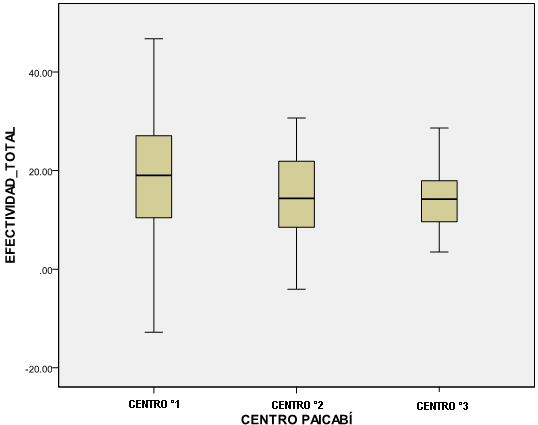 EFECTIVIDAD_TOTAL
40.00
20.00
.00
-20.00
CENTRO °1 CENTRO °2 CENTRO °3
CENTRO PAICABÍ